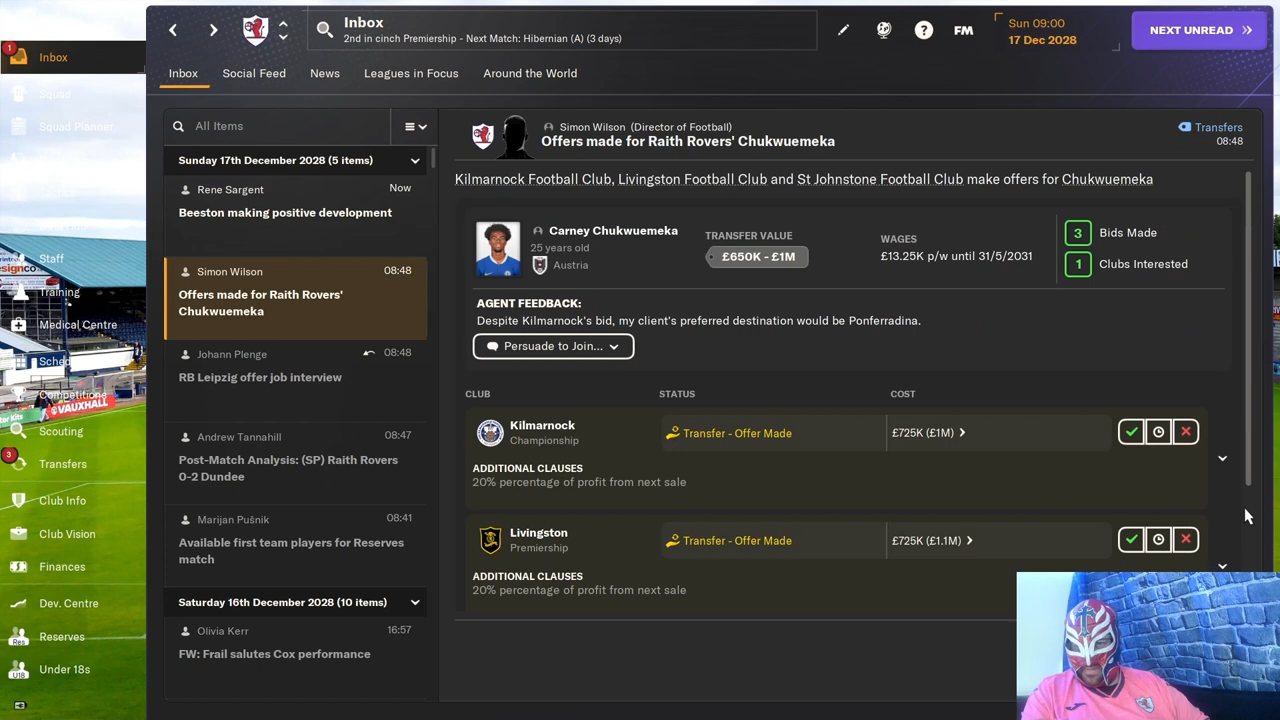 Inbox
2nd in cinch Premiership - Next Match: Hibernian (A) (3 days)
?
FM
Sun 09:00
17 Dec 2028
NEXT UNREAD
1
Inbox
Squad
Squad Planner
Staff
Training
Medical Centre
Sched
Competitions
Scouting
3
Transfers
Club Info
Club Vision
Finances
Dev. Centre
Res
Reserves
U18
Under 18s
esignco
VAUXHALL
Inbox
Social Feed
News
Leagues in Focus
Around the World
All Items
Sunday 17th December 2028 (5 items)
Rene Sargent
Now
Beeston making positive development
Simon Wilson
08:48
Offers made for Raith Rovers'
Chukwuemeka
Johann Plenge
08:48
RB Leipzig offer job interview
Andrew Tannahill
08:47
Post-Match Analysis: (SP) Raith Rovers
0-2 Dundee
Marijan Pušnik
08:41
Available first team players for Reserves
match
Saturday 16th December 2028 (10 items)
Olivia Kerr
16:57
FW: Frail salutes Cox performance
Simon Wilson (Director of Football)
Offers made for Raith Rovers' Chukwuemeka
Transfers
08:48
Kilmarnock Football Club, Livingston Football Club and St Johnstone Football Club make offers for Chukwuemeka
Carney Chukwuemeka
25 years old
Austria
TRANSFER VALUE
£650K - £1M
WAGES
£13.25K p/w until 31/5/2031
3 Bids Made
1 Clubs Interested
AGENT FEEDBACK:
Despite Kilmarnock's bid, my client's preferred destination would be Ponferradina.
Persuade to Join...
CLUB
STATUS
COST
Kilmarnock
Championship
Transfer - Offer Made
£725K (£1M)
ADDITIONAL CLAUSES
20% percentage of profit from next sale
Livingston
Premiership
Transfer - Offer Made
£725K (£1.1M)
ADDITIONAL CLAUSES
20% percentage of profit from next sale